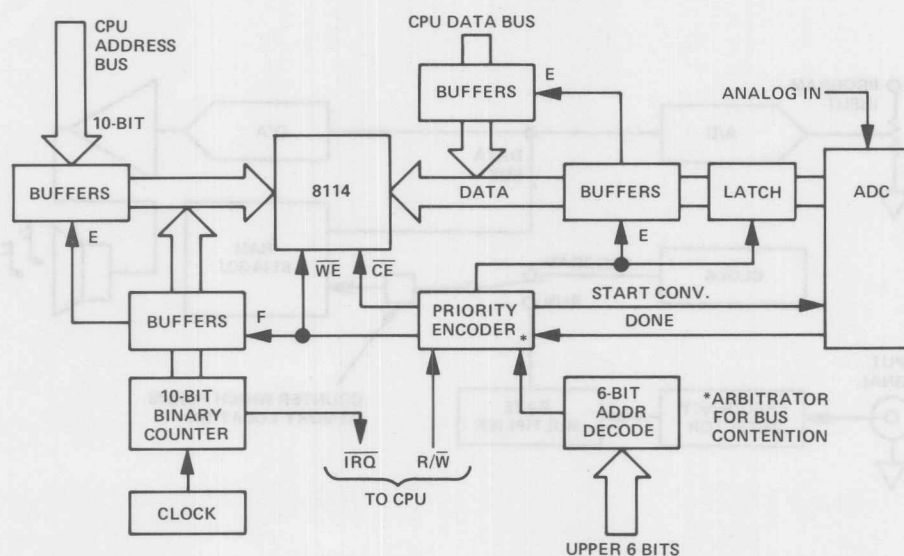 CPU
ADDRESS
BUS
CPU DATA BUS
10-BIT
BUFFERS
E
ANALOG IN
BUFFERS
8114
DATA
BUFFERS
LATCH
ADC
E
WE
C̅E̅
E
BUFFERS
F
PRIORITY
ENCODER
*
START CONV.
DONE
10-BIT
BINARY
COUNTER
6-BIT
ADDR
DECODE
*ARBITRATOR
FOR BUS
CONTENTION
I̅R̅Q̅
R/W̅
TO CPU
CLOCK
UPPER 6 BITS